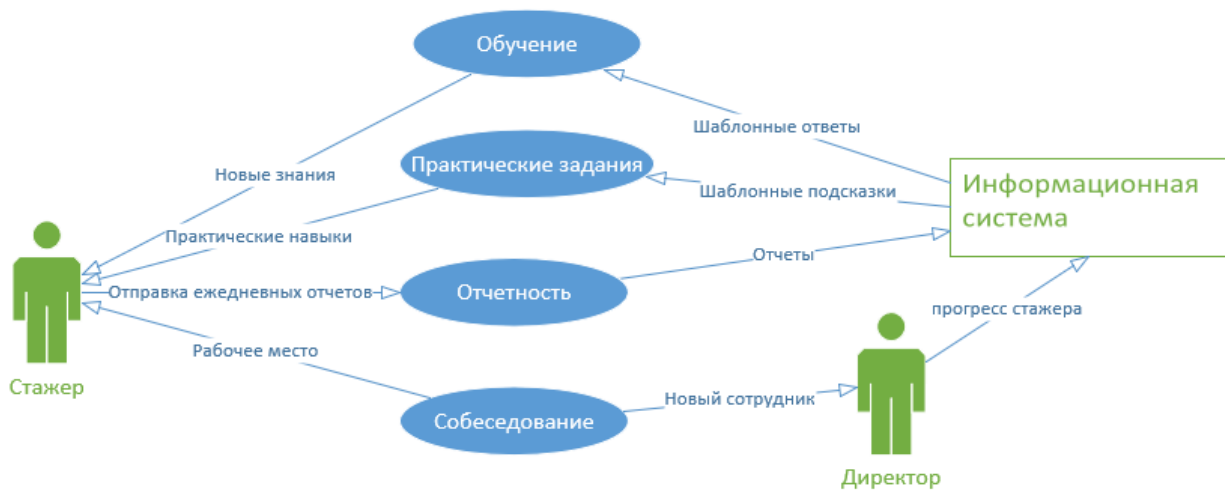 Обучение
Шаблонные ответы
Практические задания
Новые знания
Шаблонные подсказки
Информационная
система
Практические навыки
Отчеты
Отправка ежедневных отчетов
Отчетность
прогресс стажера
Рабочее место
Стажер
Новый сотрудник
Собеседование
Директор